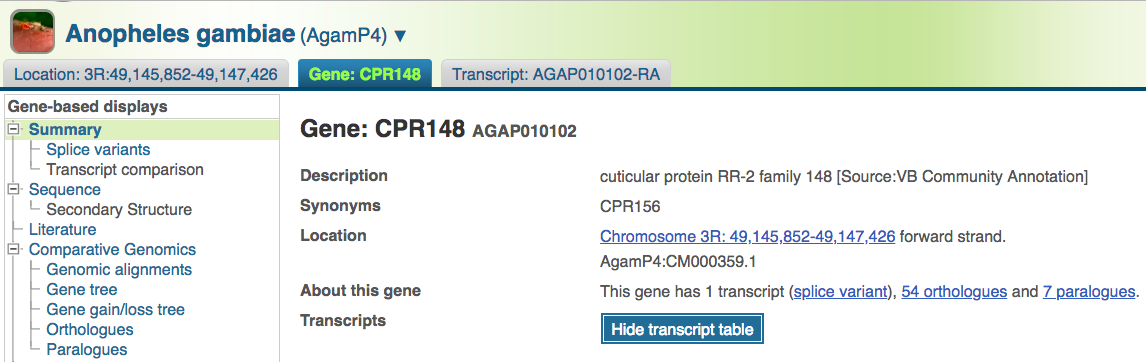 Anopheles gambiae (AgamP4) ▼
Location: 3R:49,145,852-49,147,426
Gene: CPR148
Transcript: AGAP010102-RA
Gene-based displays
Summary
Splice variants
Transcript comparison
Sequence
Secondary Structure
Literature
Comparative Genomics
Genomic alignments
Gene tree
Gene gain/loss tree
Orthologues
Paralogues
Gene: CPR148 AGAP010102
Description cuticular protein RR-2 family 148 [Source:VB Community Annotation]
Synonyms CPR156
Location Chromosome 3R: 49,145,852-49,147,426 forward strand.
AgamP4:CM000359.1
About this gene This gene has 1 transcript (splice variant), 54 orthologues and 7 paralogues.
Transcripts Hide transcript table